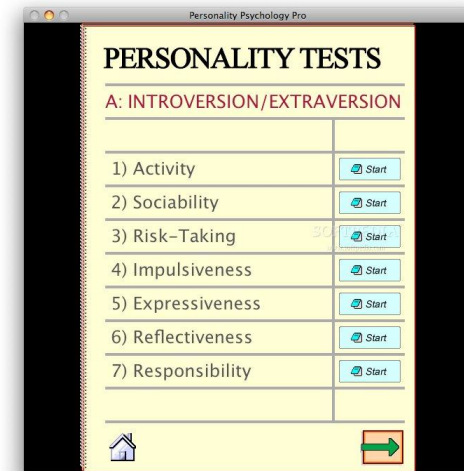 Personality Psychology Pro
PERSONALITY TESTS
A: INTROVERSION/EXTRAVERSION
1) Activity Start
2) Sociability Start
3) Risk-Taking Start
4) Impulsiveness Start
5) Expressiveness Start
6) Reflectiveness Start
7) Responsibility Start